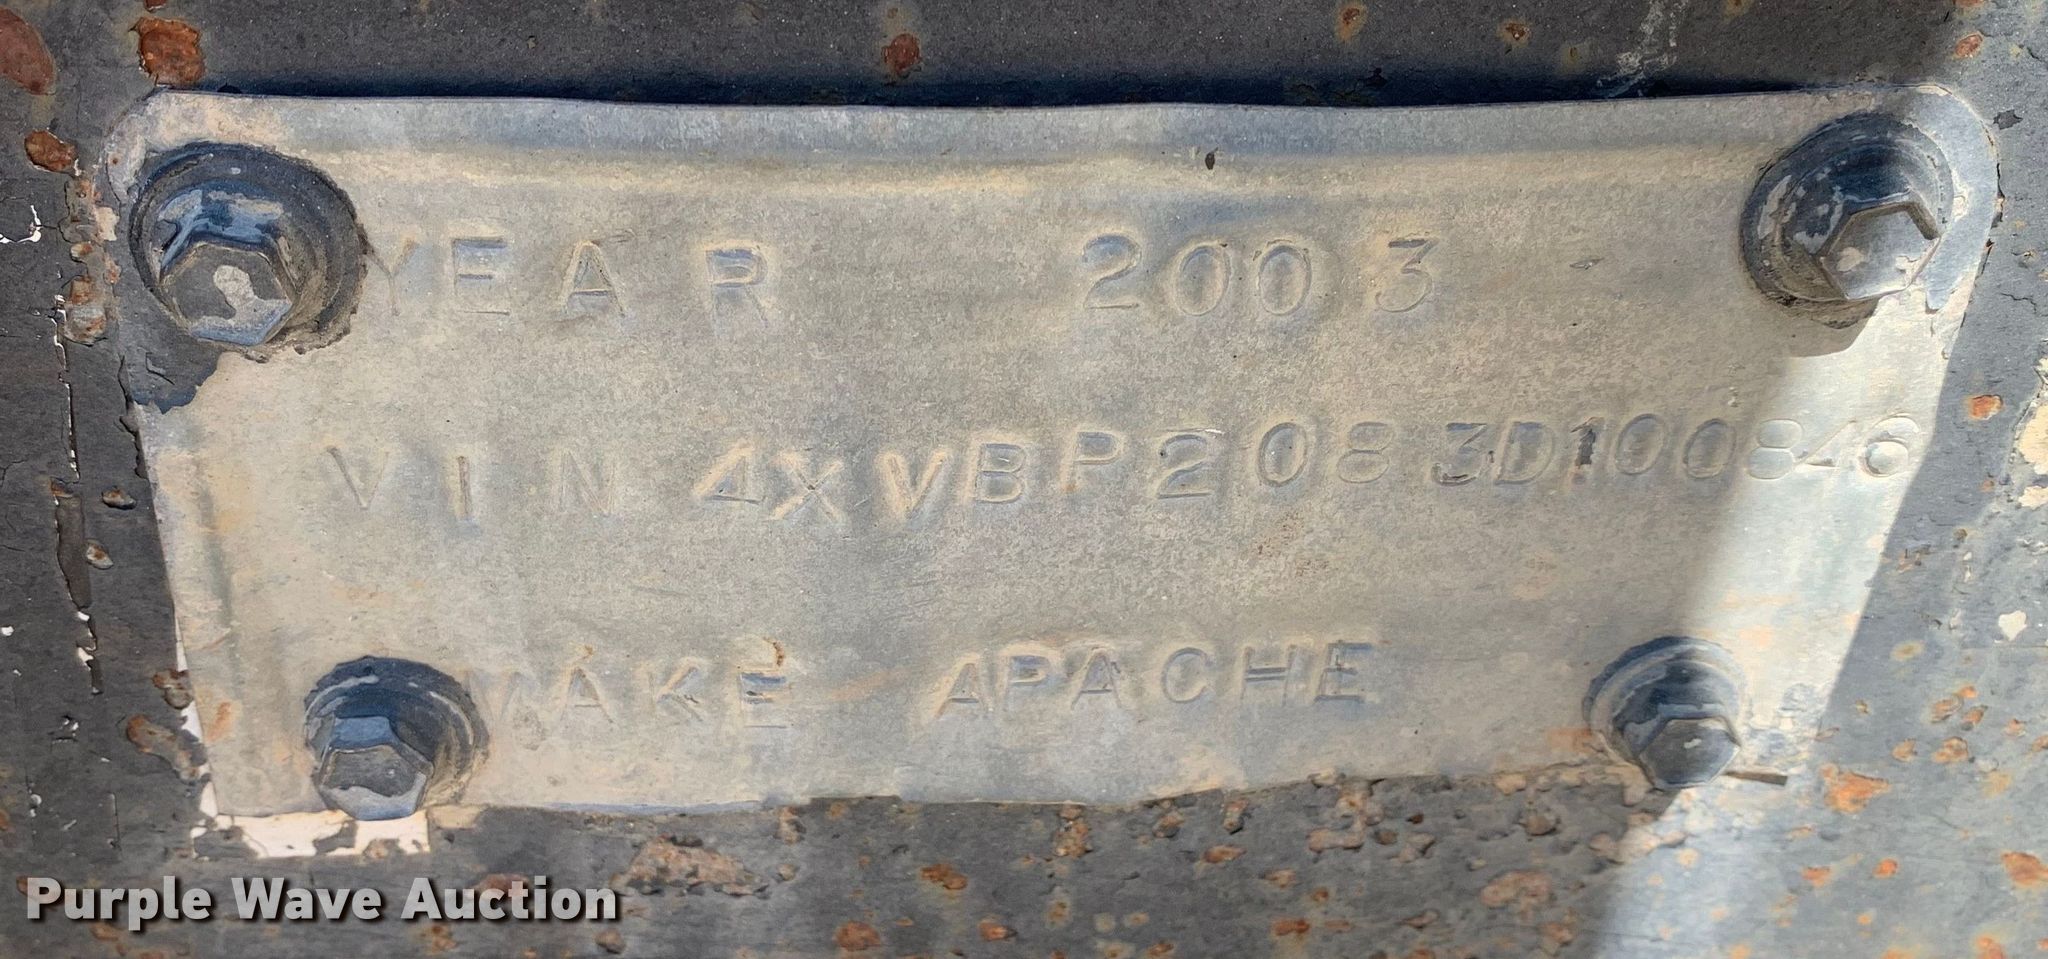 YEAR 2003
VIN 4XVBP2083D100846
MAKE APACHE
Purple Wave Auction